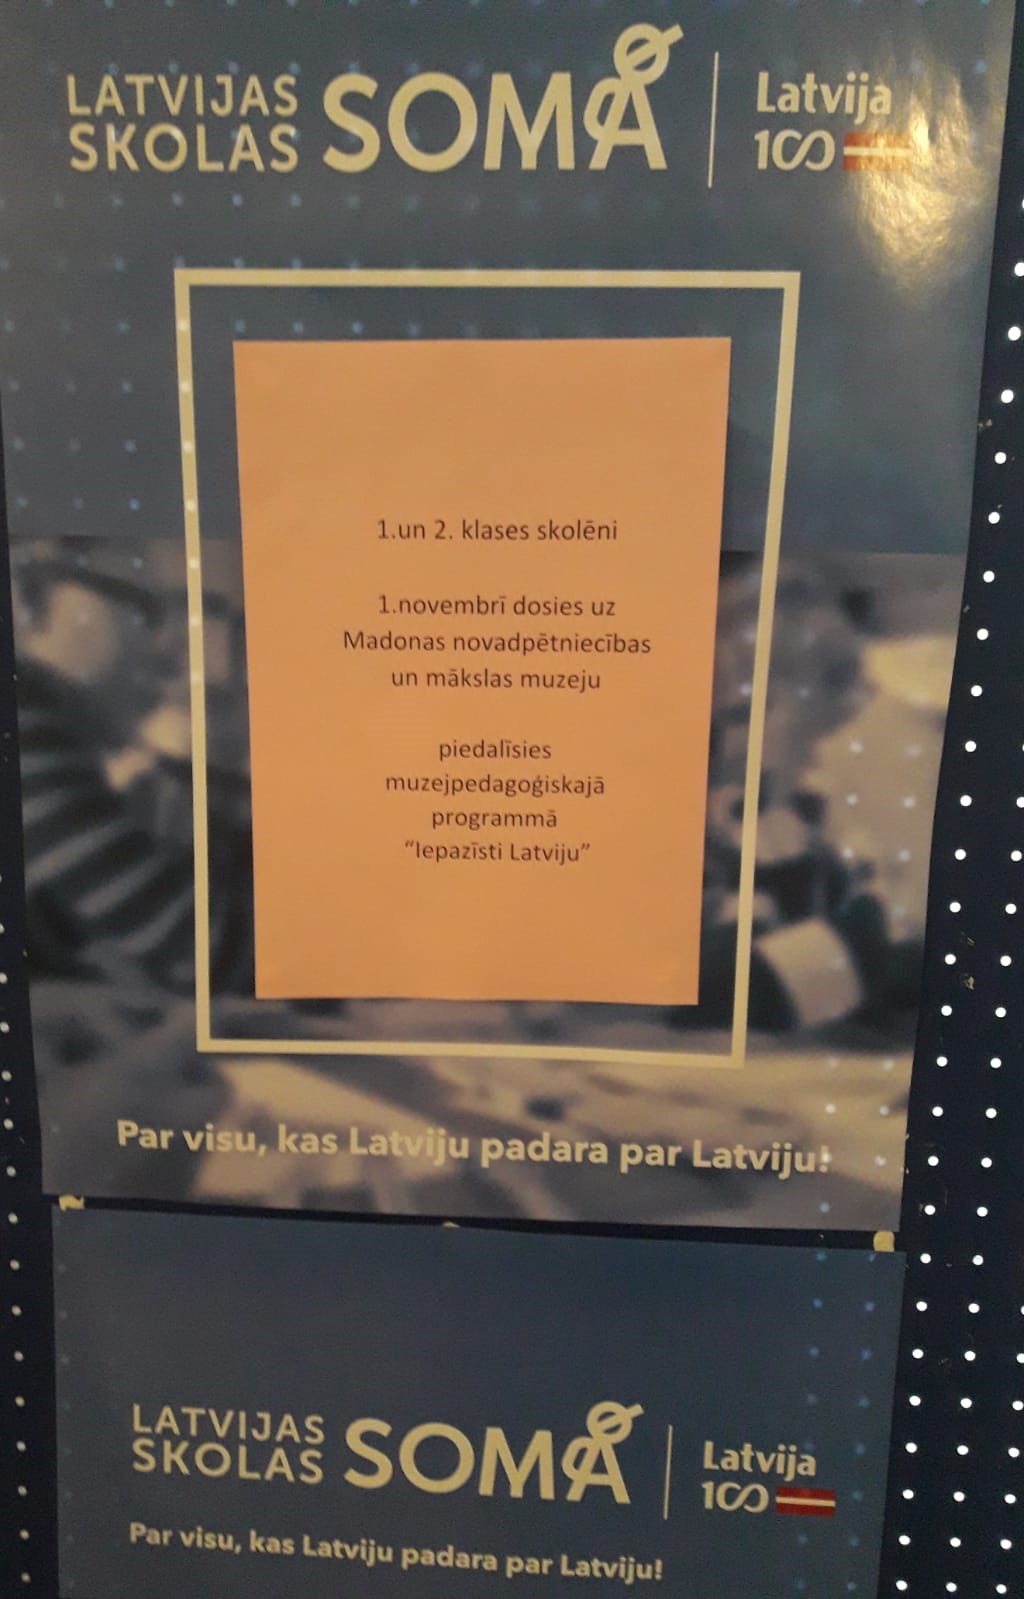 LATVIJAS
SKOLAS SOMA
Latvija
100
1.un 2. klases skolēni
1.novembrī dosies uz
Madonas novadpētniecības
un mākslas muzeju
piedalīsies
muzejpedagoģiskajā
programmā
“Iepazīsti Latviju”
Par visu, kas Latviju padara par Latviju!
LATVIJAS
SKOLAS SOMA
Latvija
100
Par visu, kas Latviju padara par Latviju!